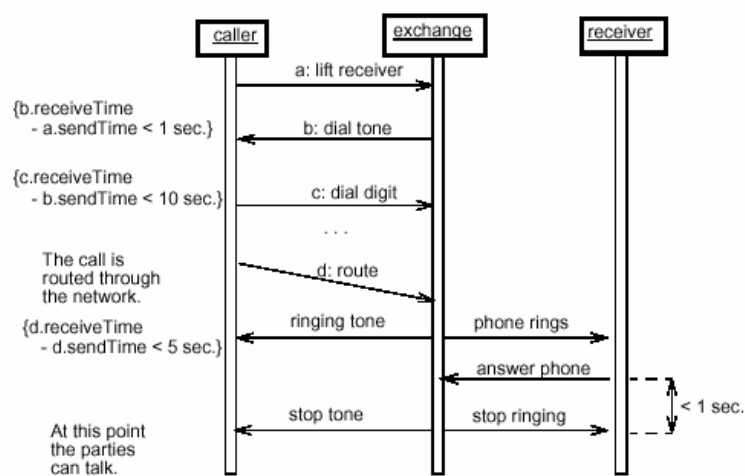 caller
exchange
receiver
a: lift receiver
{b.receiveTime
- a.sendTime < 1 sec.}
b: dial tone
{c.receiveTime
- b.sendTime < 10 sec.}
c: dial digit
. . .
The call is
routed through
the network.
d: route
{d.receiveTime
- d.sendTime < 5 sec.}
ringing tone
phone rings
answer phone
< 1 sec.
stop tone
stop ringing
At this point
the parties
can talk.